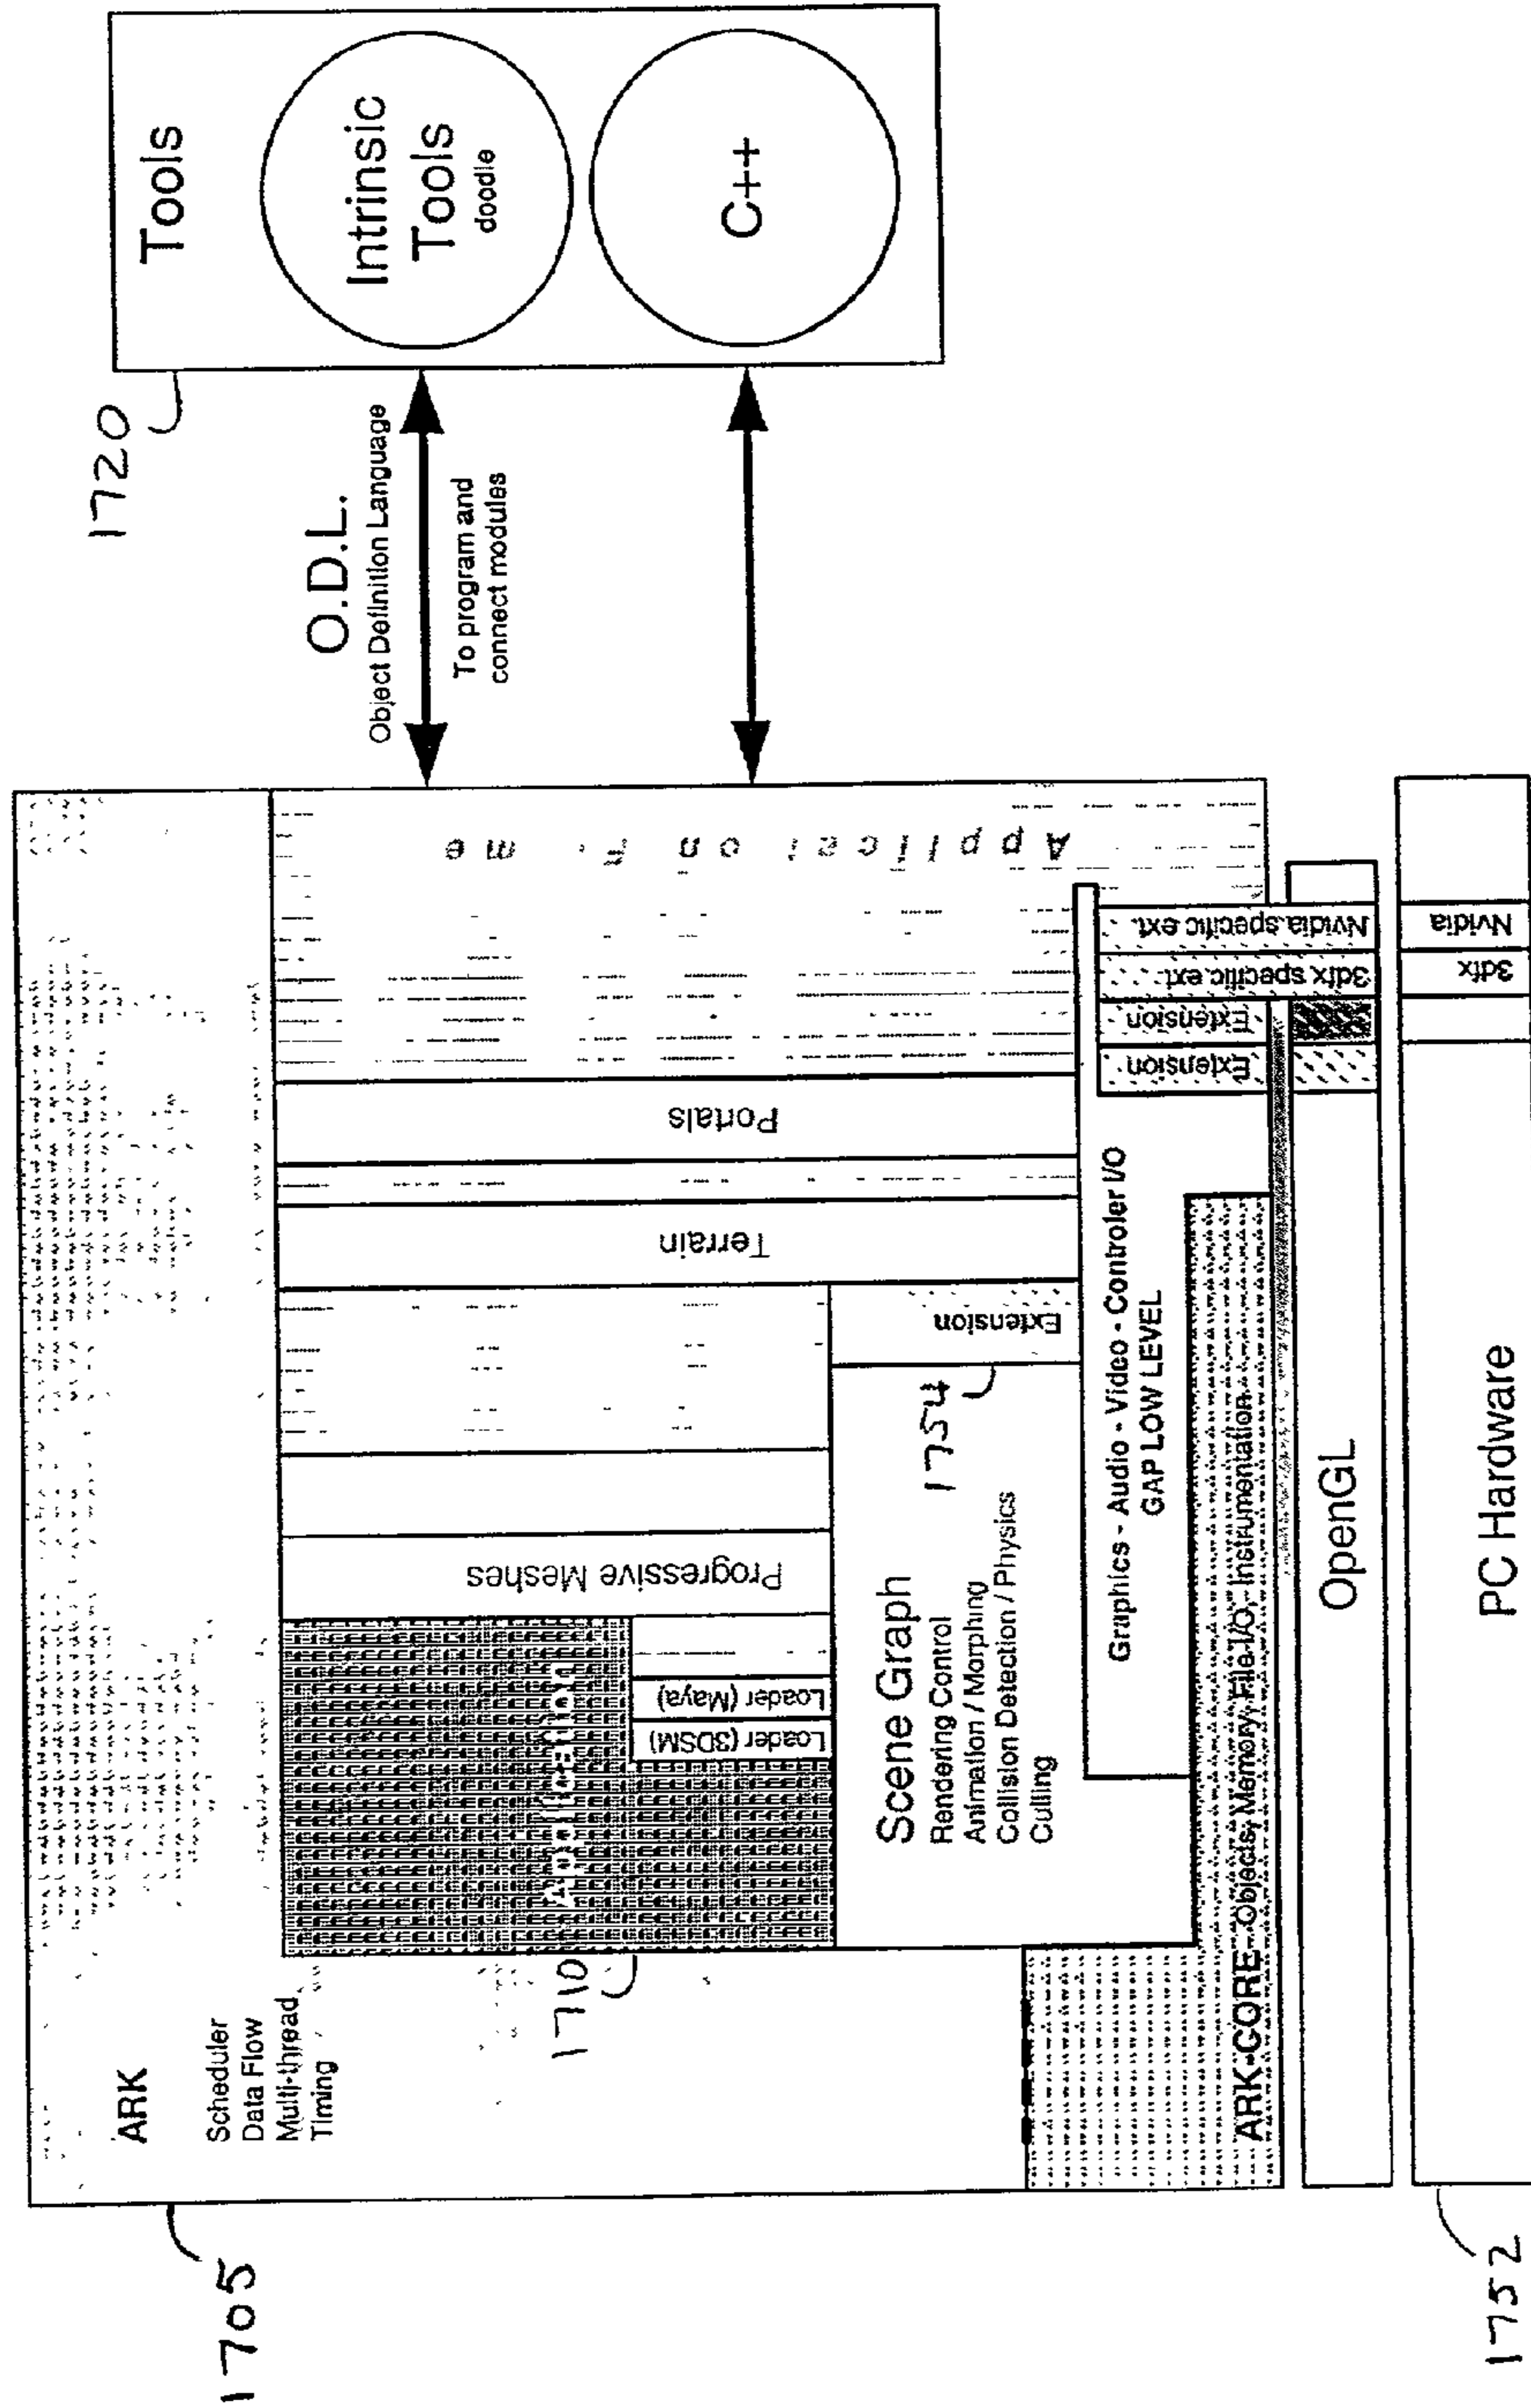 1705
ARK
Scheduler
Data Flow
Multi-thread
Timing
1710
Loader (3DSM)
Loader (Maya)
Progressive Meshes
Terrain
Portals
Scene Graph
Rendering Control
Animation / Morphing
Collision Detection / Physics
Culling
1754
Extension
Graphics - Audio - Video - Controler I/O
GAP LOW LEVEL
Extension
Extension
3dfx specific ext.
Nvidia specific ext.
ARK-CORE Objects, Memory, File I/O, Instrumentation
OpenGL
1752
PC Hardware
3dfx
Nvidia
O.D.L.
Object Definition Language
To program and
connect modules
1720
Tools
Intrinsic
Tools
doodle
C++